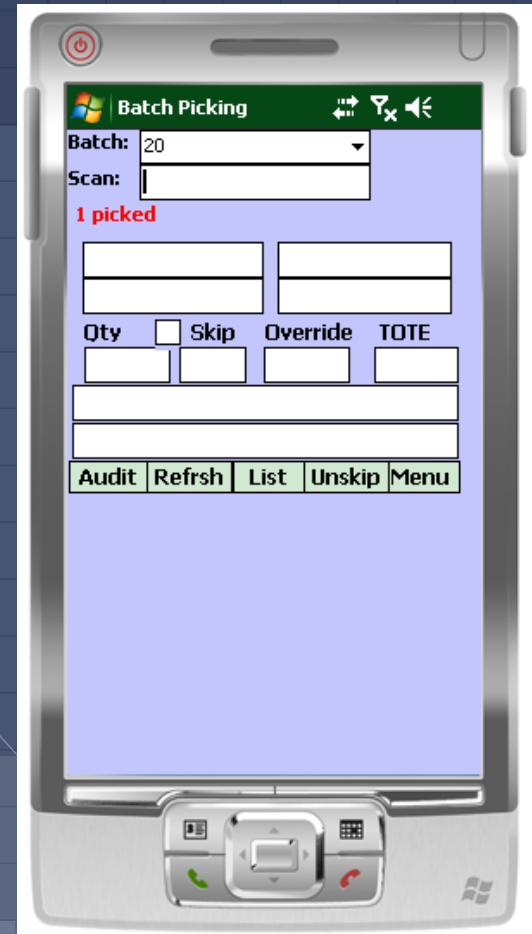 Batch Picking
Batch: 20
Scan:
1 picked
Qty Skip Override TOTE
Audit Refrsh List Unskip Menu